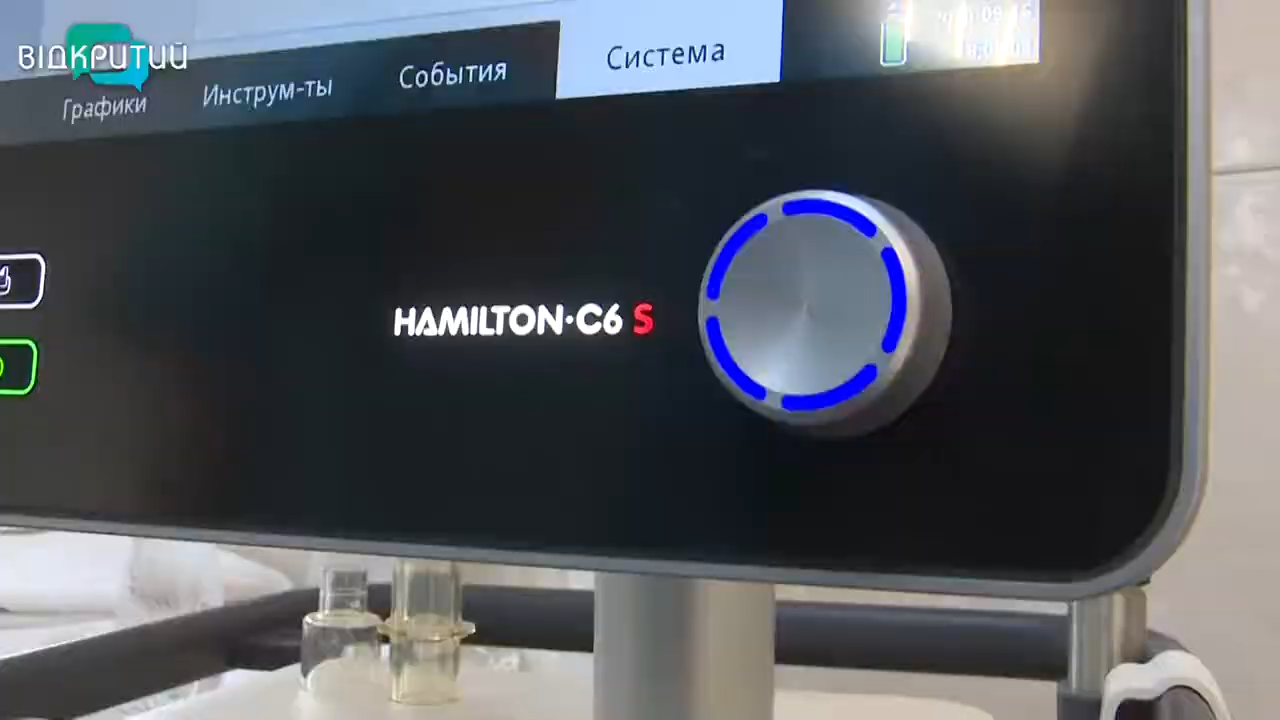 ВІДКРИТИЙ
Графики
Инструм-ты
События
Система
HAMILTON·C6 S